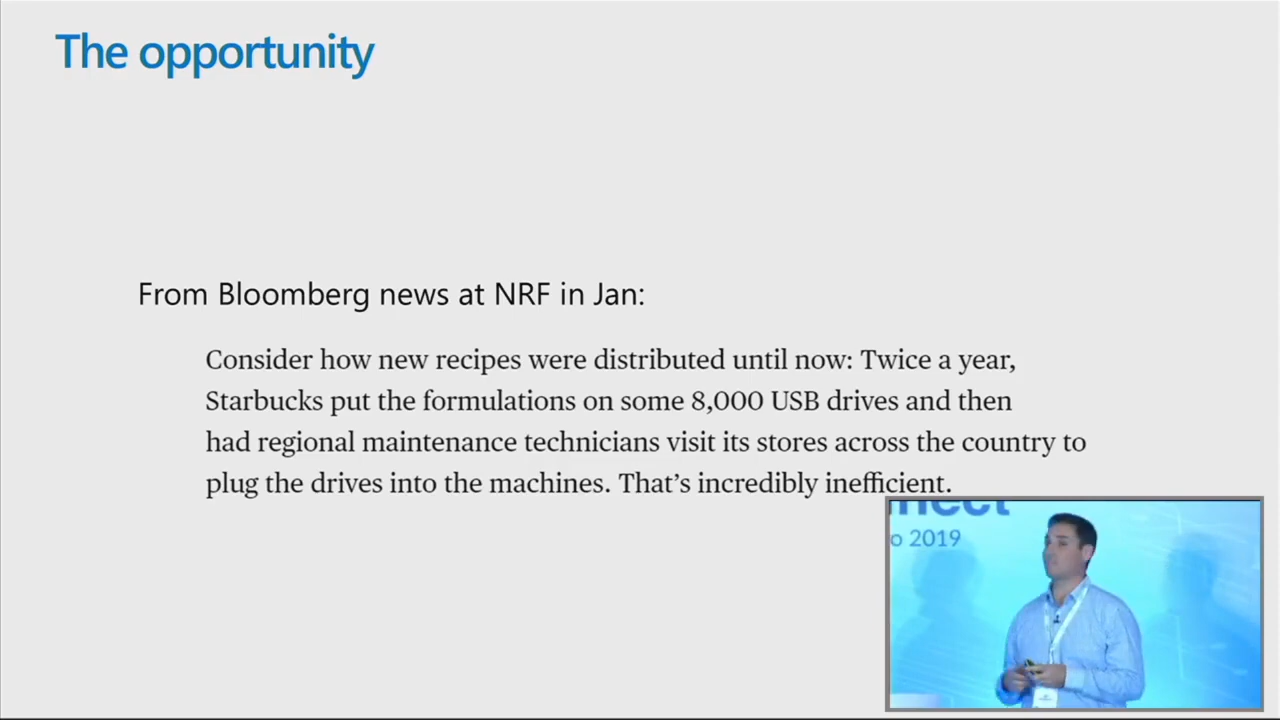 The opportunity
From Bloomberg news at NRF in Jan:
Consider how new recipes were distributed until now: Twice a year,
Starbucks put the formulations on some 8,000 USB drives and then
had regional maintenance technicians visit its stores across the country to
plug the drives into the machines. That’s incredibly inefficient.
nect
o 2019